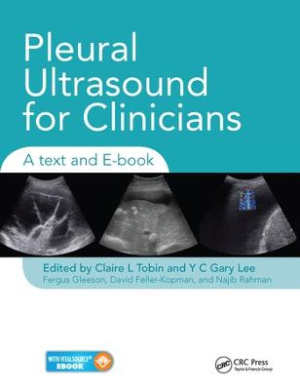 Pleural
Ultrasound
for Clinicians
A text and E-book
Edited by Claire L Tobin and Y C Gary Lee
Fergus Gleeson, David Feller-Kopman, and Najib Rahman
WITH VITALSOURCE®
EBOOK
CRC Press
Taylor & Francis Group